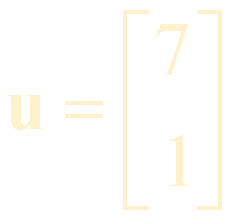 u = [7
1]